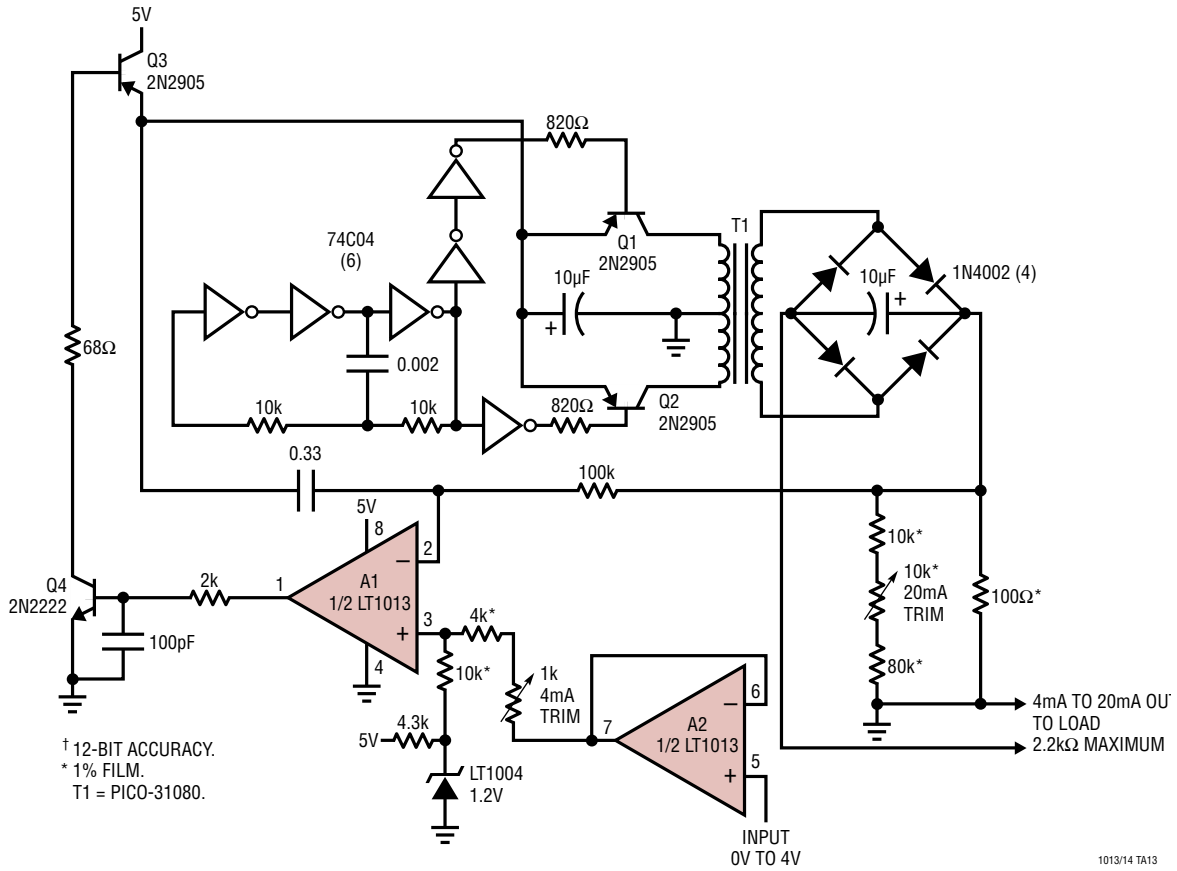 5V
Q3
2N2905
820Ω
Q1
2N2905
T1
74C04
(6)
10µF
+
10µF
+
1N4002 (4)
68Ω
0.002
10k
10k
820Ω
Q2
2N2905
0.33
100k
5V
8
2
–
A1
1/2 LT1013
1
3
+
4
Q4
2N2222
2k
100pF
4k*
10k*
1k
4mA
TRIM
4.3k
5V
LT1004
1.2V
6
–
A2
1/2 LT1013
7
5
+
INPUT
0V TO 4V
10k*
10k*
20mA
TRIM
80k*
100Ω*
4mA TO 20mA OU
TO LOAD
2.2kΩ MAXIMUM
† 12-BIT ACCURACY.
* 1% FILM.
T1 = PICO-31080.
1013/14 TA13